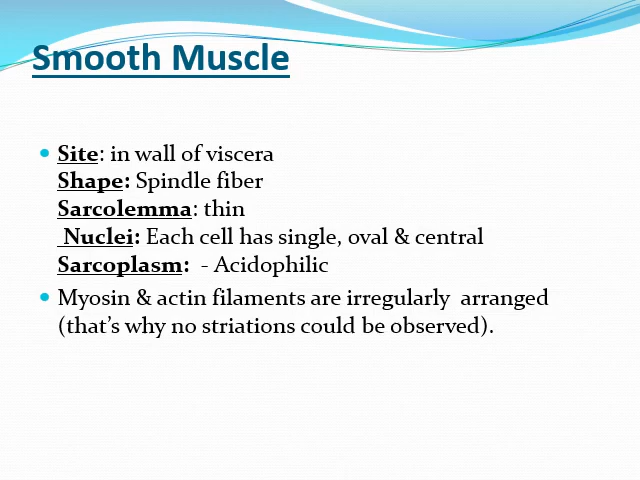 Smooth Muscle
Site: in wall of viscera
Shape: Spindle fiber
Sarcolemma: thin
Nuclei: Each cell has single, oval & central
Sarcoplasm: - Acidophilic
Myosin & actin filaments are irregularly arranged
(that's why no striations could be observed).